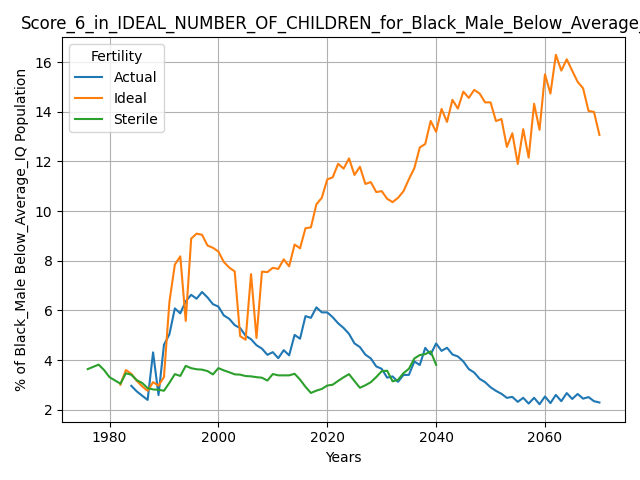 Score_6_in_IDEAL_NUMBER_OF_CHILDREN_for_Black_Male_Below_Average_
Fertility
Actual
Ideal
Sterile
% of Black_Male Below_Average_IQ Population
16
14
12
10
8
6
4
2
1980
2000
2020
2040
2060
Years